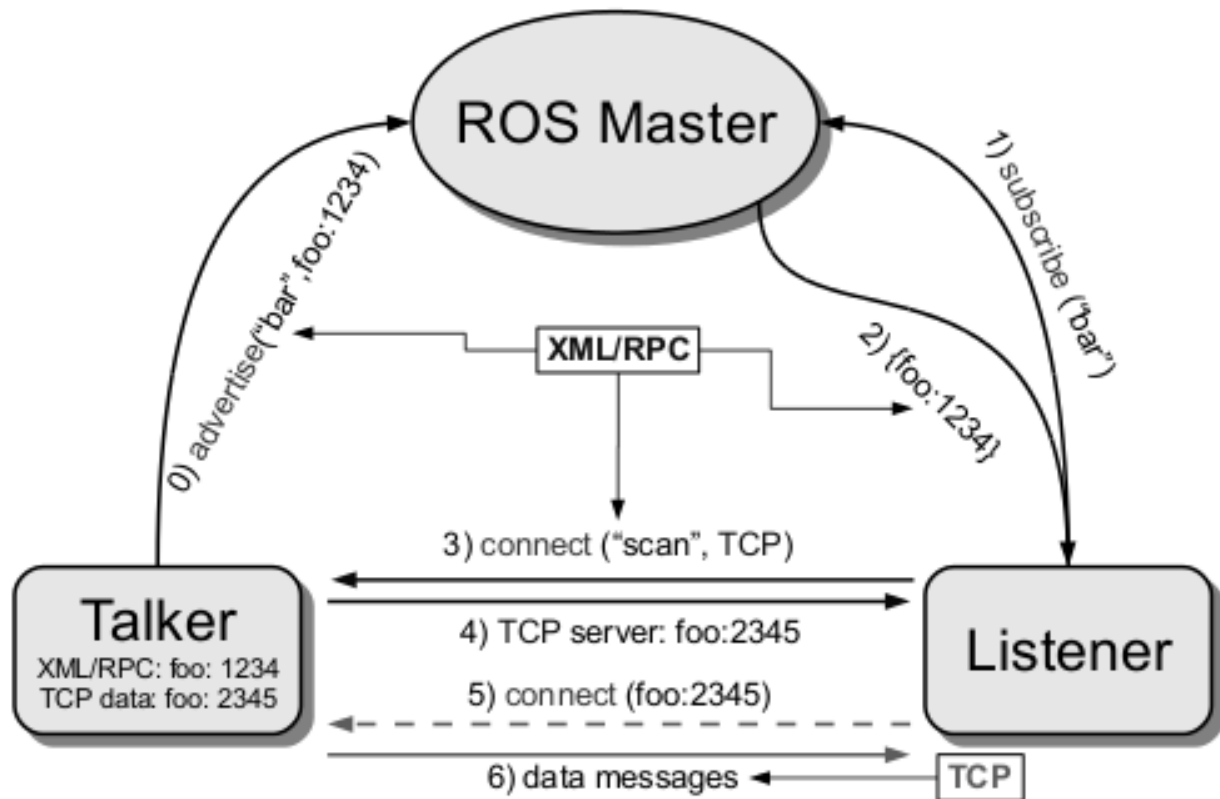 ROS Master
0) advertise(“bar”,foo:1234)
1) subscribe (“bar”)
XML/RPC
2) {foo:1234}
3) connect (“scan”, TCP)
Talker
XML/RPC: foo: 1234
TCP data: foo: 2345
4) TCP server: foo:2345
Listener
5) connect (foo:2345)
6) data messages
TCP